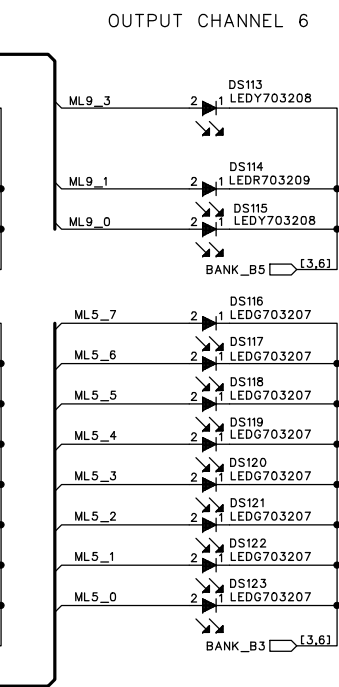 OUTPUT CHANNEL 6
DS113
ML9_3 2 1 LEDY703208
DS114
ML9_1 2 1 LEDR703209
DS115
ML9_0 2 1 LEDY703208
BANK_B5 [3,6]
DS116
ML5_7 2 1 LEDG703207
DS117
ML5_6 2 1 LEDG703207
DS118
ML5_5 2 1 LEDG703207
DS119
ML5_4 2 1 LEDG703207
DS120
ML5_3 2 1 LEDG703207
DS121
ML5_2 2 1 LEDG703207
DS122
ML5_1 2 1 LEDG703207
DS123
ML5_0 2 1 LEDG703207
BANK_B3 [3,6]